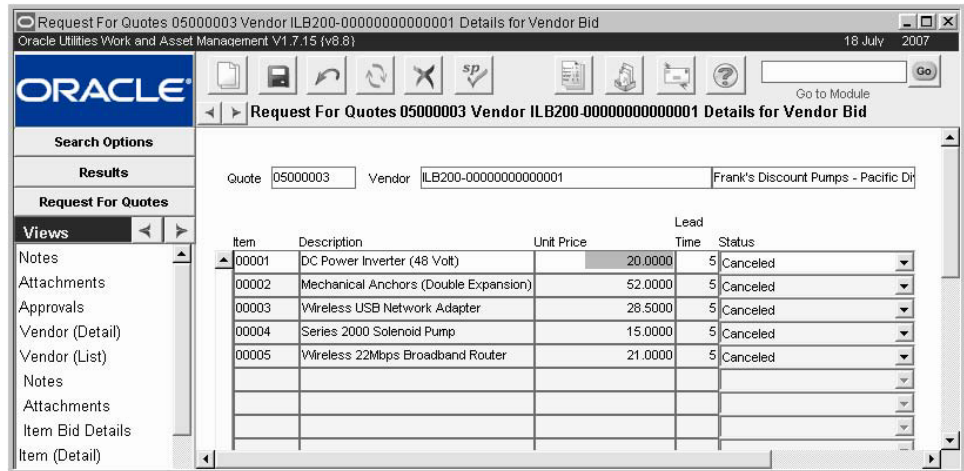 Request For Quotes 05000003 Vendor ILB200-00000000000001 Details for Vendor Bid
Oracle Utilities Work and Asset Management V1.7.15 {v8.8} 18 July 2007
ORACLE
sp
Go
Go to Module
Request For Quotes 05000003 Vendor ILB200-00000000000001 Details for Vendor Bid
Search Options
Results
Request For Quotes
Views
Notes
Attachments
Approvals
Vendor (Detail)
Vendor (List)
Notes
Attachments
Item Bid Details
Item (Detail)
Quote 05000003 Vendor ILB200-00000000000001 Frank's Discount Pumps - Pacific Di
Lead
Item Description Unit Price Time Status
00001 DC Power Inverter (48 Volt) 20.0000 5 Canceled
00002 Mechanical Anchors (Double Expansion) 52.0000 5 Canceled
00003 Wireless USB Network Adapter 28.5000 5 Canceled
00004 Series 2000 Solenoid Pump 15.0000 5 Canceled
00005 Wireless 22Mbps Broadband Router 21.0000 5 Canceled